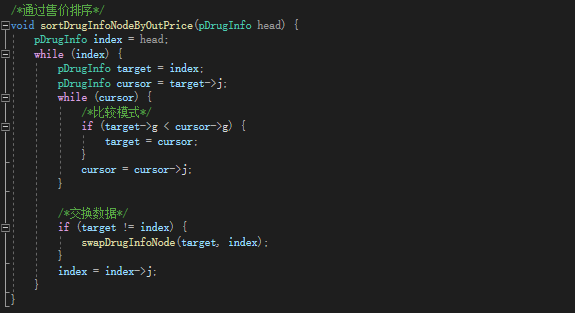 /*通过售价排序*/
void sortDrugInfoNodeByOutPrice(pDrugInfo head) {
    pDrugInfo index = head;
    while (index) {
        pDrugInfo target = index;
        pDrugInfo cursor = target->j;
        while (cursor) {
            /*比较模式*/
            if (target->g < cursor->g) {
                target = cursor;
            }
            cursor = cursor->j;
        }

        /*交换数据*/
        if (target != index) {
            swapDrugInfoNode(target, index);
        }
        index = index->j;
    }
}